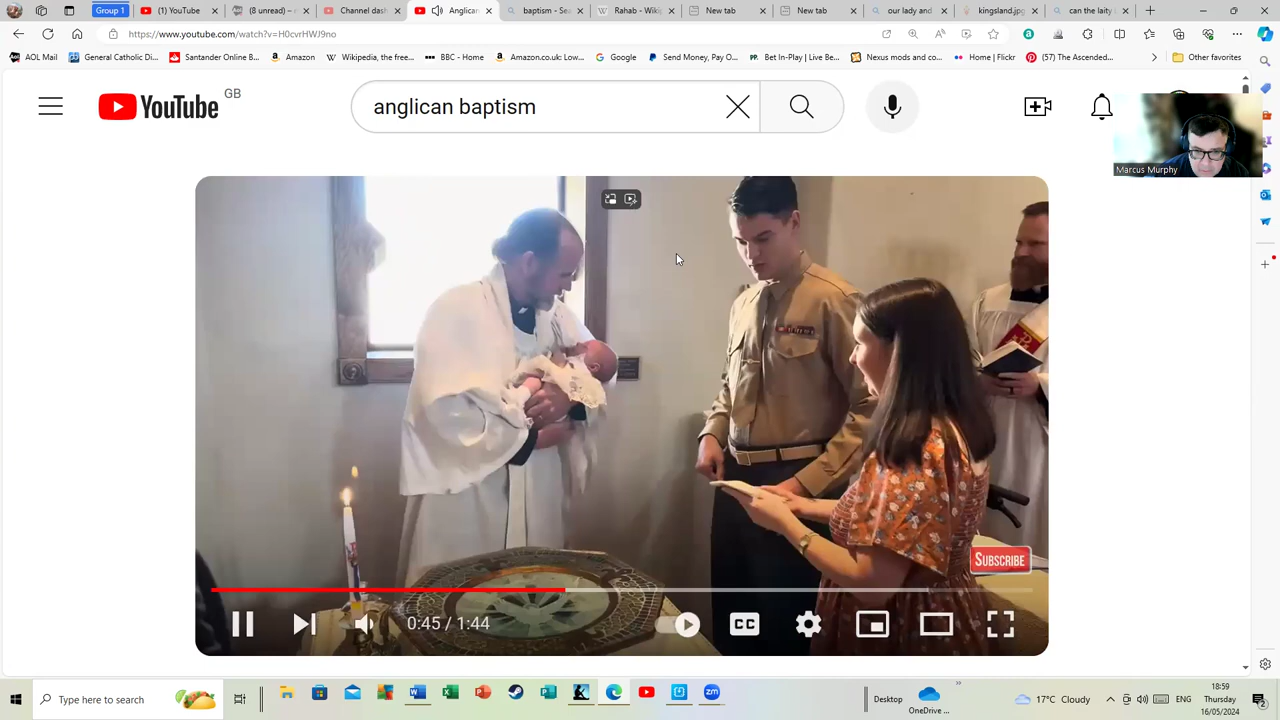 Group 1
YouTube
(8 unread) –
Channel dash
Anglican
baptism - Sea
Rahab - Wiki
New tab
New tab
our lady and
kingsland.jpg
can the laity
https://www.youtube.com/watch?v=H0cvrHWJ9no
AOL Mail
General Catholic Di...
Santander Online B...
Amazon
Wikipedia, the free...
BBC - Home
Amazon.co.uk: Low...
Google
Send Money, Pay O...
Bet In-Play | Live Be...
Nexus mods and co...
Home | Flickr
(57) The Ascended...
Other favorites
YouTube GB
anglican baptism
Marcus Murphy
SUBSCRIBE
0:45 / 1:44
CC
Type here to search
Desktop
OneDrive ...
17°C Cloudy
ENG
18:59
Thursday
16/05/2024